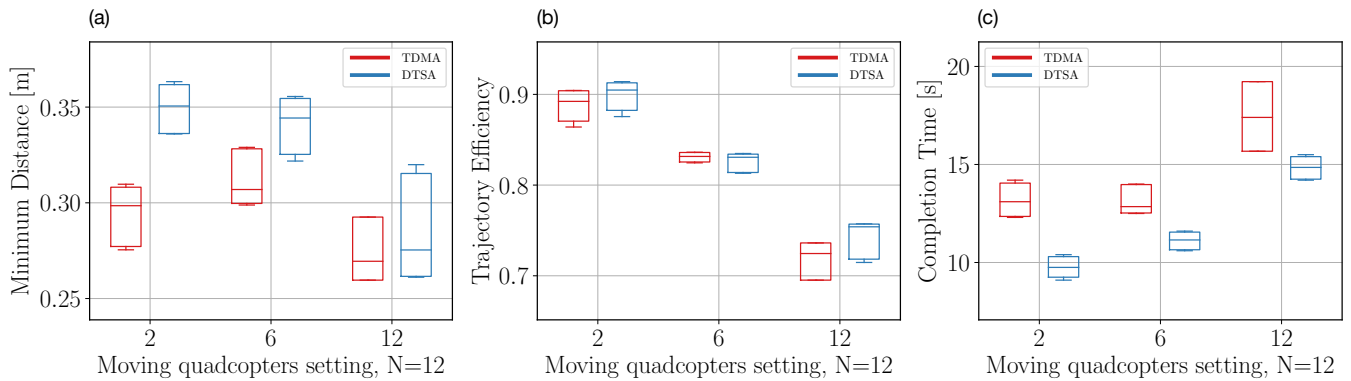 (a)
Minimum Distance [m]
0.35
0.30
0.25
TDMA
DTSA
2
6
12
Moving quadcopters setting, N=12
(b)
Trajectory Efficiency
0.9
0.8
0.7
TDMA
DTSA
2
6
12
Moving quadcopters setting, N=12
(c)
Completion Time [s]
20
15
10
TDMA
DTSA
2
6
12
Moving quadcopters setting, N=12